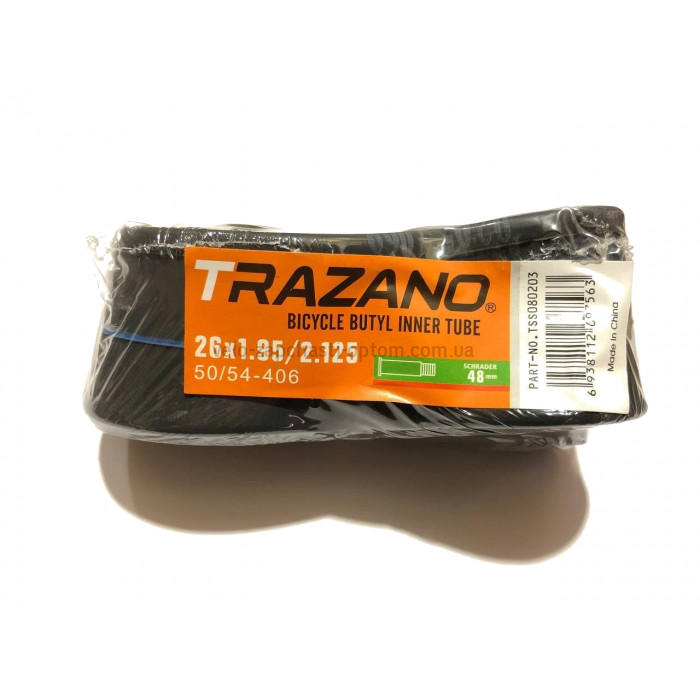 TRAZANO®
BICYCLE BUTYL INNER TUBE
26x1.95/2.125
50/54-406
SCHRADER
48mm
PART-NO.TSS080203
Made In China